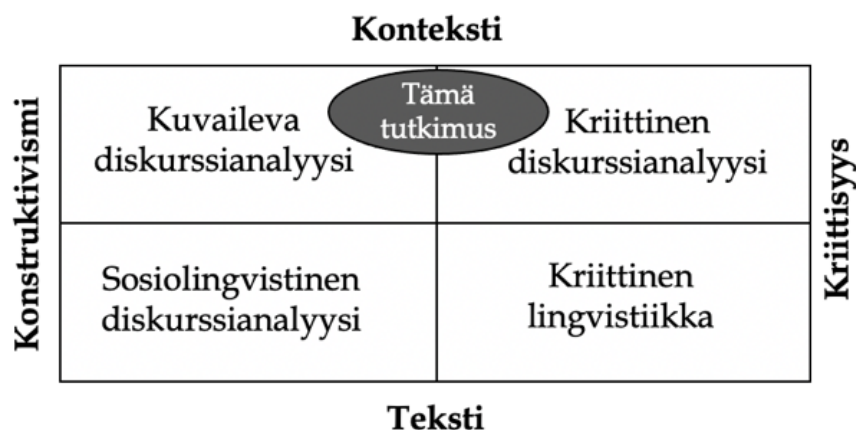 Konteksti
Konstruktivismi
Kuvaileva
diskurssianalyysi
Tämä
tutkimus
Kriittinen
diskurssianalyysi
Kriittisyys
Sosiolingvistinen
diskurssianalyysi
Kriittinen
lingvistiikka
Teksti